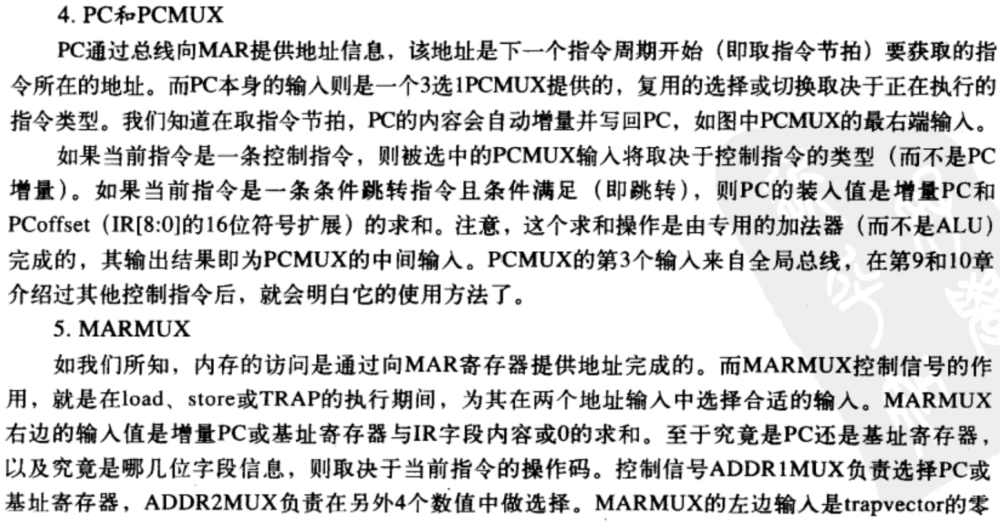 4. PC和PCMUX
PC通过总线向MAR提供地址信息，该地址是下一个指令周期开始（即取指令节拍）要获取的指
令所在的地址。而PC本身的输入则是一个3选1PCMUX提供的，复用的选择或切换取决于正在执行的
指令类型。我们知道在取指令节拍，PC的内容会自动增量并写回PC，如图中PCMUX的最右端输入。
如果当前指令是一条控制指令，则被选中的PCMUX输入将取决于控制指令的类型（而不是PC
增量）。如果当前指令是一条条件跳转指令且条件满足（即跳转），则PC的装入值是增量PC和
PCoffset（IR[8:0]的16位符号扩展）的求和。注意，这个求和操作是由专用的加法器（而不是ALU）
完成的，其输出结果即为PCMUX的中间输入。PCMUX的第3个输入来自全局总线，在第9和10章
介绍过其他控制指令后，就会明白它的使用方法了。
5. MARMUX
如我们所知，内存的访问是通过向MAR寄存器提供地址完成的。而MARMUX控制信号的作
用，就是在load、store或TRAP的执行期间，为其在两个地址输入中选择合适的输入。MARMUX
右边的输入值是增量PC或基址寄存器与IR字段内容或0的求和。至于究竟是PC还是基址寄存器，
以及究竟是哪几位字段信息，则取决于当前指令的操作码。控制信号ADDR1MUX负责选择PC或
基址寄存器，ADDR2MUX负责在另外4个数值中做选择。MARMUX的左边输入是trapvector的零